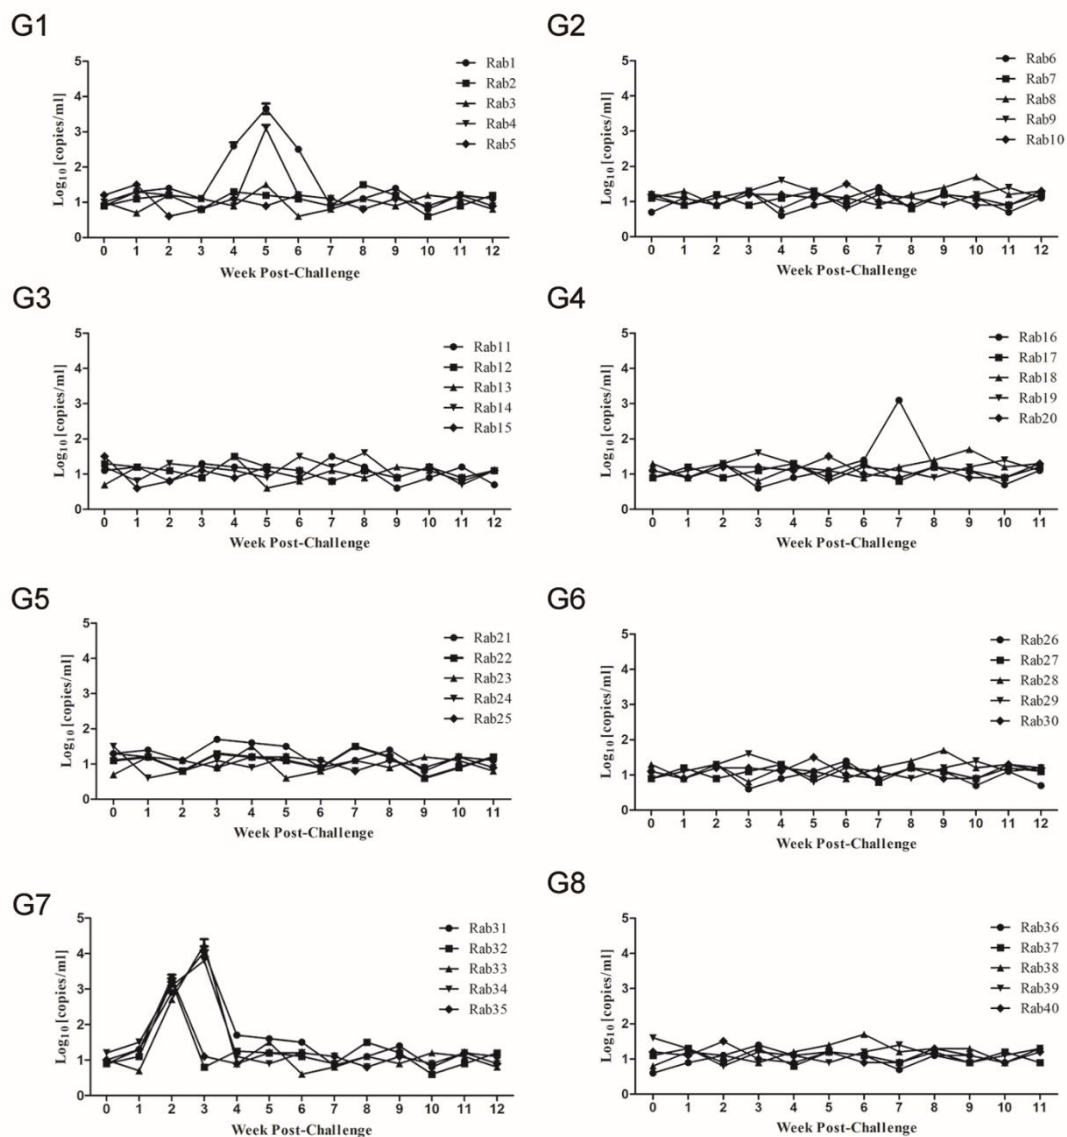 G1
Log10[copies/ml]
5
4
3
2
1
0
0 1 2 3 4 5 6 7 8 9 10 11 12
Week Post-Challenge
Rab1
Rab2
Rab3
Rab4
Rab5
G2
Log10[copies/ml]
5
4
3
2
1
0
0 1 2 3 4 5 6 7 8 9 10 11 12
Week Post-Challenge
Rab6
Rab7
Rab8
Rab9
Rab10
G3
Log10[copies/ml]
5
4
3
2
1
0
0 1 2 3 4 5 6 7 8 9 10 11 12
Week Post-Challenge
Rab11
Rab12
Rab13
Rab14
Rab15
G4
Log10[copies/ml]
5
4
3
2
1
0
0 1 2 3 4 5 6 7 8 9 10 11
Week Post-Challenge
Rab16
Rab17
Rab18
Rab19
Rab20
G5
Log10[copies/ml]
5
4
3
2
1
0
0 1 2 3 4 5 6 7 8 9 10 11
Week Post-Challenge
Rab21
Rab22
Rab23
Rab24
Rab25
G6
Log10[copies/ml]
5
4
3
2
1
0
0 1 2 3 4 5 6 7 8 9 10 11 12
Week Post-Challenge
Rab26
Rab27
Rab28
Rab29
Rab30
G7
Log10[copies/ml]
5
4
3
2
1
0
0 1 2 3 4 5 6 7 8 9 10 11 12
Week Post-Challenge
Rab31
Rab32
Rab33
Rab34
Rab35
G8
Log10[copies/ml]
5
4
3
2
1
0
0 1 2 3 4 5 6 7 8 9 10 11
Week Post-Challenge
Rab36
Rab37
Rab38
Rab39
Rab40